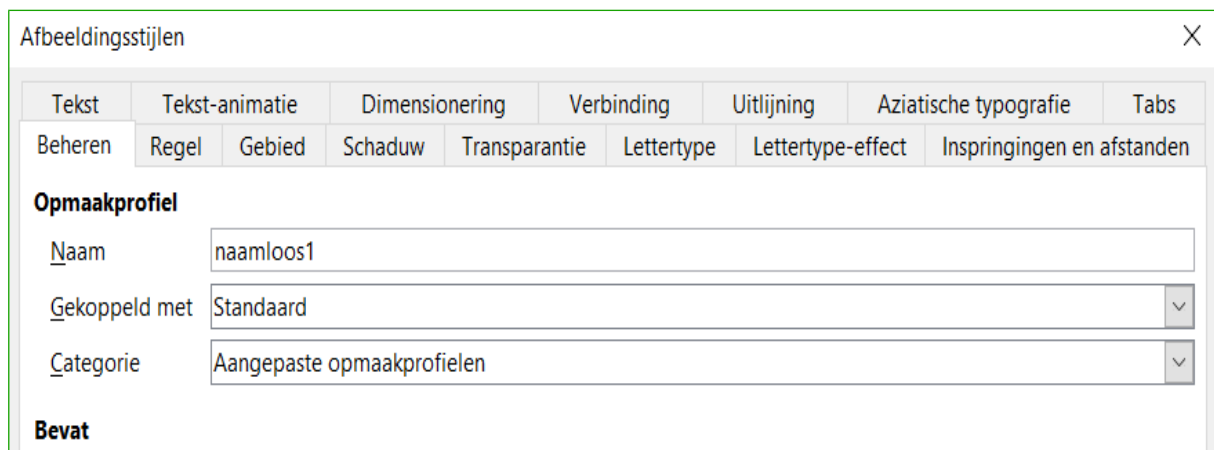 Afbeeldingsstijlen
Tekst Tekst-animatie Dimensionering Verbinding Uitlijning Aziatische typografie Tabs
Beheren Regel Gebied Schaduw Transparantie Lettertype Lettertype-effect Inspringingen en afstanden
Opmaakprofiel
Naam naamloos1
Gekoppeld met Standaard
Categorie Aangepaste opmaakprofielen
Bevat